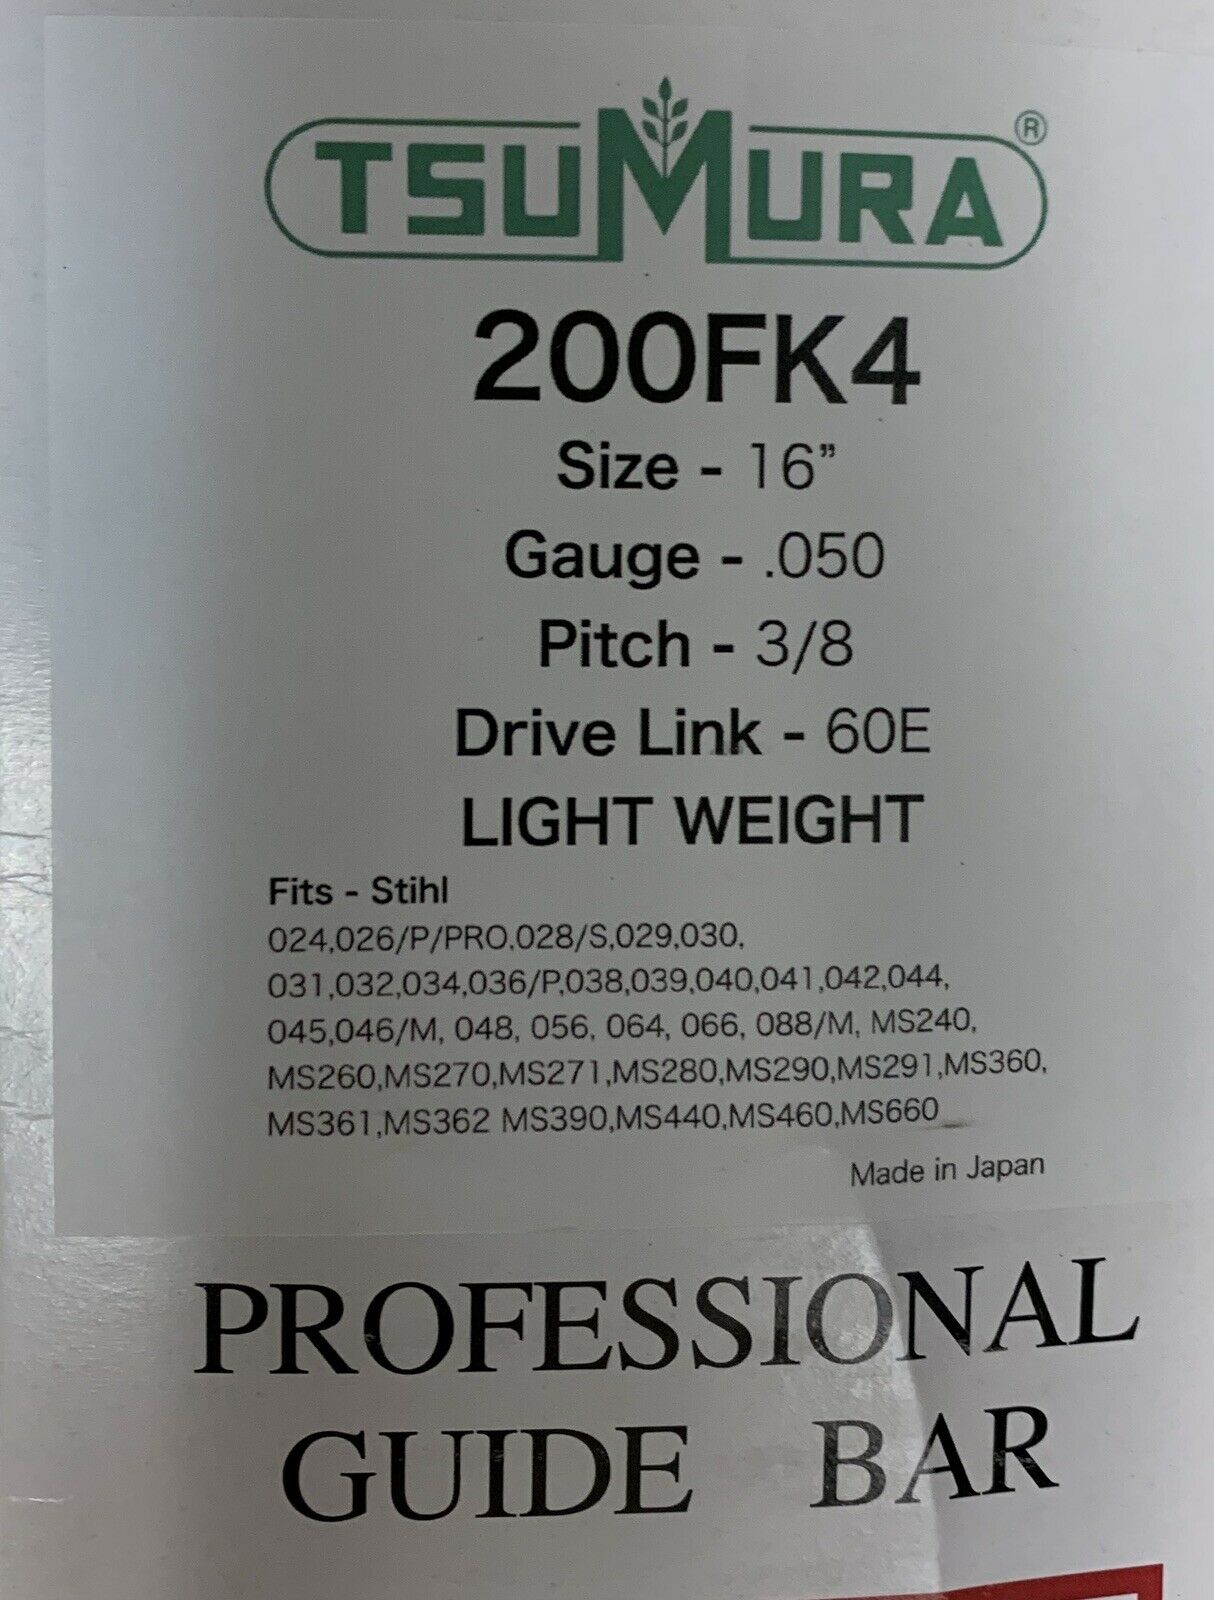 TSUMURA ®
200FK4
Size - 16”
Gauge - .050
Pitch - 3/8
Drive Link - 60E
LIGHT WEIGHT
Fits - Stihl
024,026/P/PRO.028/S,029,030,
031,032,034,036/P,038,039,040,041,042,044,
045,046/M, 048, 056, 064, 066, 088/M, MS240,
MS260,MS270,MS271,MS280,MS290,MS291,MS360,
MS361,MS362 MS390,MS440,MS460,MS660
Made in Japan
PROFESSIONAL
GUIDE BAR